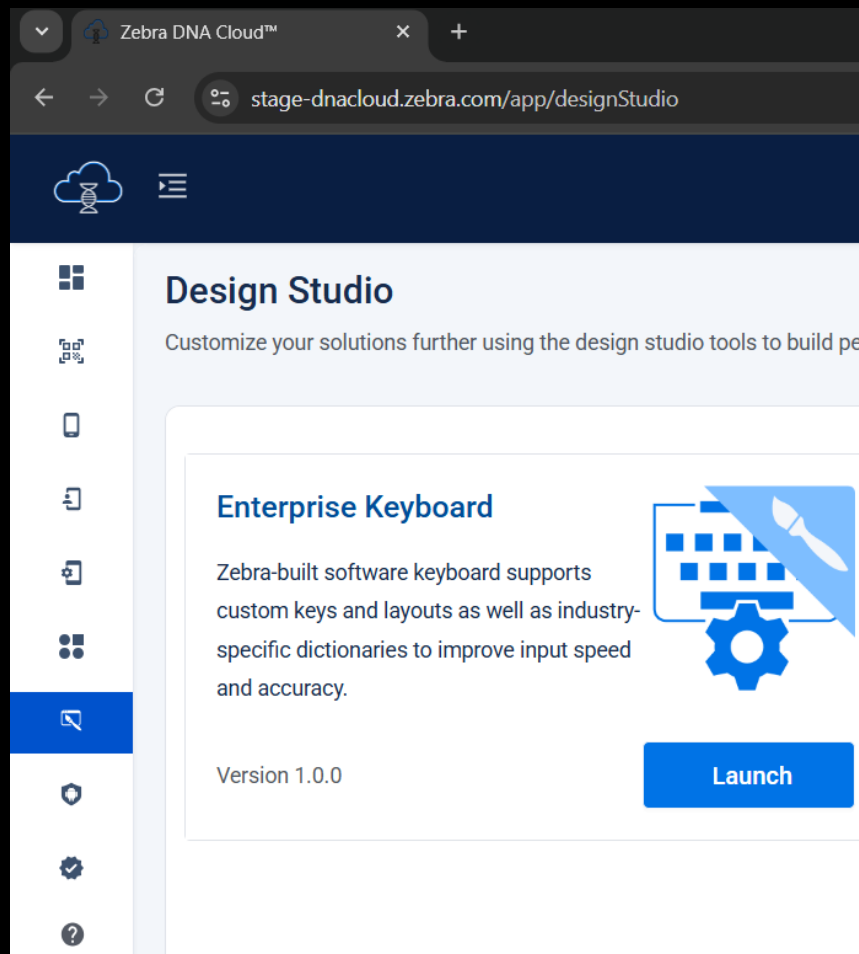 Zebra DNA Cloud™
stage-dnacloud.zebra.com/app/designStudio
Design Studio
Customize your solutions further using the design studio tools to build pe
Enterprise Keyboard
Zebra-built software keyboard supports
custom keys and layouts as well as industry-
specific dictionaries to improve input speed
and accuracy.
Version 1.0.0
Launch